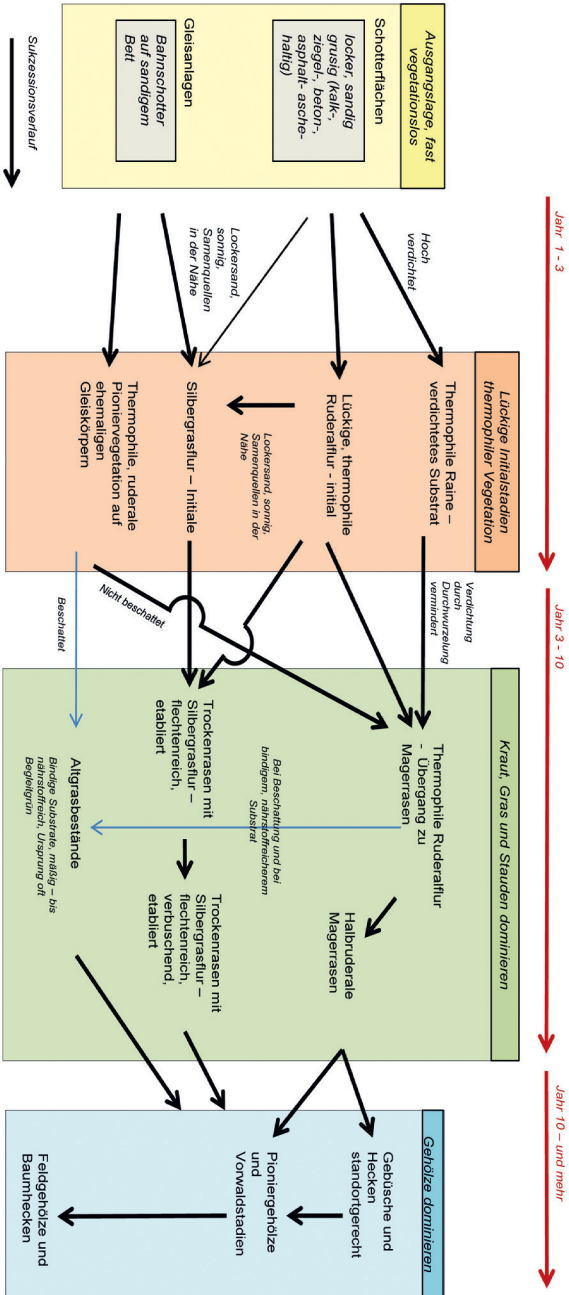 Jahr 1 - 3
Jahr 3 - 10
Jahr 10 – und mehr
Ausgangslage, fast
vegetationslos
Schotterflächen
locker, sandig
grusig (kalk-,
ziegel-, beton-,
asphalt- asche-
haltig)
Gleisanlagen
Bahnschotter
auf sandigem
Bett
Sukzessionsverlauf
Hoch
verdichtet
Lockersand,
sonnig,
Samenquellen
in der Nähe
Lückige Initialstadien
thermophiler Vegetation
Thermophile Raine –
verdichtetes Substrat
Lückige, thermophile
Ruderalflur - initial
Lockersand, sonnig,
Samenquellen in der
Nähe
Silbergrasflur – Initiale
Thermophile, ruderale
Pioniervegetation auf
ehemaligen
Gleiskörpern
Verdichtung
durch
Durchwurzelung
vermindert
Nicht beschattet
Beschattet
Kraut, Gras und Stauden dominieren
Thermophile Ruderalflur
- Übergang zu
Magerrasen
Halbruderale
Magerrasen
Bei Beschattung und bei
bindigem, nährstoffreicherem
Substrat
Trockenrasen mit
Silbergrasflur –
flechtenreich,
etabliert
Trockenrasen mit
Silbergrasflur –
flechtenreich,
verbuschend,
etabliert
Altgrasbestände
Bindige Substrate, mäßig – bis
nährstoffreich, Ursprung oft
Begleitgrün
Gehölze dominieren
Gebüsche und
Hecken
standortgerecht
Pioniergehölze
und
Vorwaldstadien
Feldgehölze und
Baumhecken